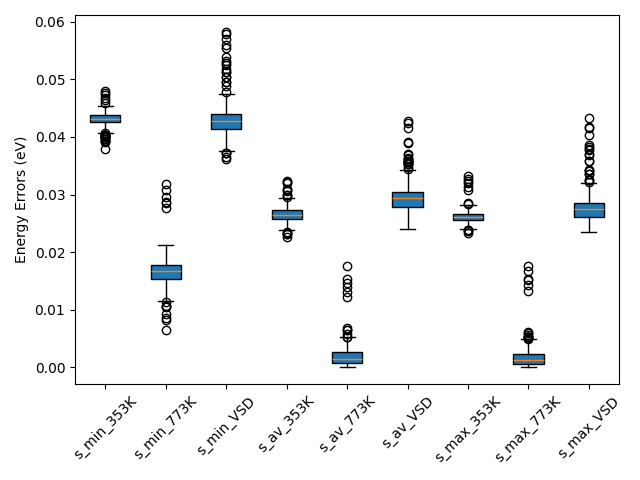 0.06
0.05
0.04
0.03
0.02
0.01
0.00
Energy Errors (eV)
s_min_353K
s_min_773K
s_min_VSD
s_av_353K
s_av_773K
s_av_VSD
s_max_353K
s_max_773K
s_max_VSD